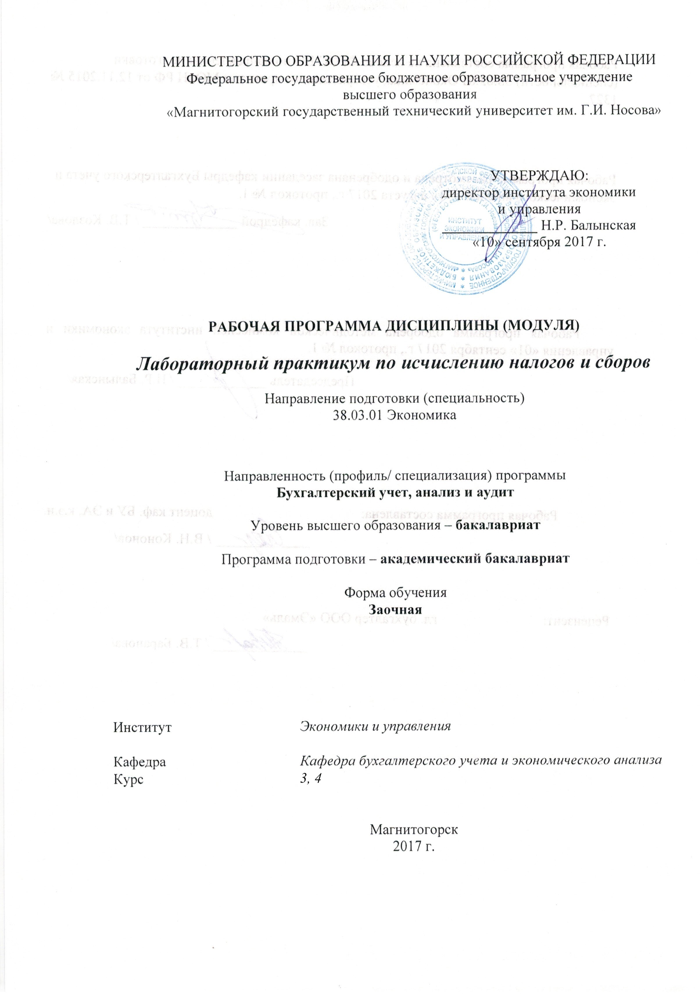 МИНИСТЕРСТВО ОБРАЗОВАНИЯ И НАУКИ РОССИЙСКОЙ ФЕДЕРАЦИИ
Федеральное государственное бюджетное образовательное учреждение
высшего образования
«Магнитогорский государственный технический университет им. Г.И. Носова»
УТВЕРЖДАЮ:
директор института экономики
и управления
Н.Р. Балынская
«10» сентября 2017 г.
ИНСТИТУТ
ЭКОНОМИКИ
И УПРАВЛЕНИЯ
РАБОЧАЯ ПРОГРАММА ДИСЦИПЛИНЫ (МОДУЛЯ)
Лабораторный практикум по исчислению налогов и сборов
Направление подготовки (специальность)
38.03.01 Экономика
Направленность (профиль/ специализация) программы
Бухгалтерский учет, анализ и аудит
Уровень высшего образования – бакалавриат
Программа подготовки – академический бакалавриат
Форма обучения
Заочная
Институт Экономики и управления
Кафедра Кафедра бухгалтерского учета и экономического анализа
Курс 3, 4
Магнитогорск
2017 г.